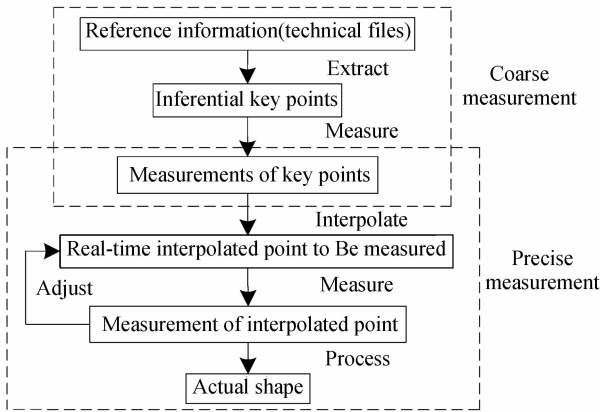 Reference information(technical files)
Extract
Coarse
measurement
Inferential key points
Measure
Measurements of key points
Interpolate
Real-time interpolated point to Be measured
Precise
measurement
Adjust
Measure
Measurement of interpolated point
Process
Actual shape